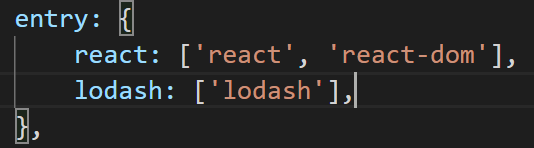 entry: {
    react: ['react', 'react-dom'],
    lodash: ['lodash'],
},